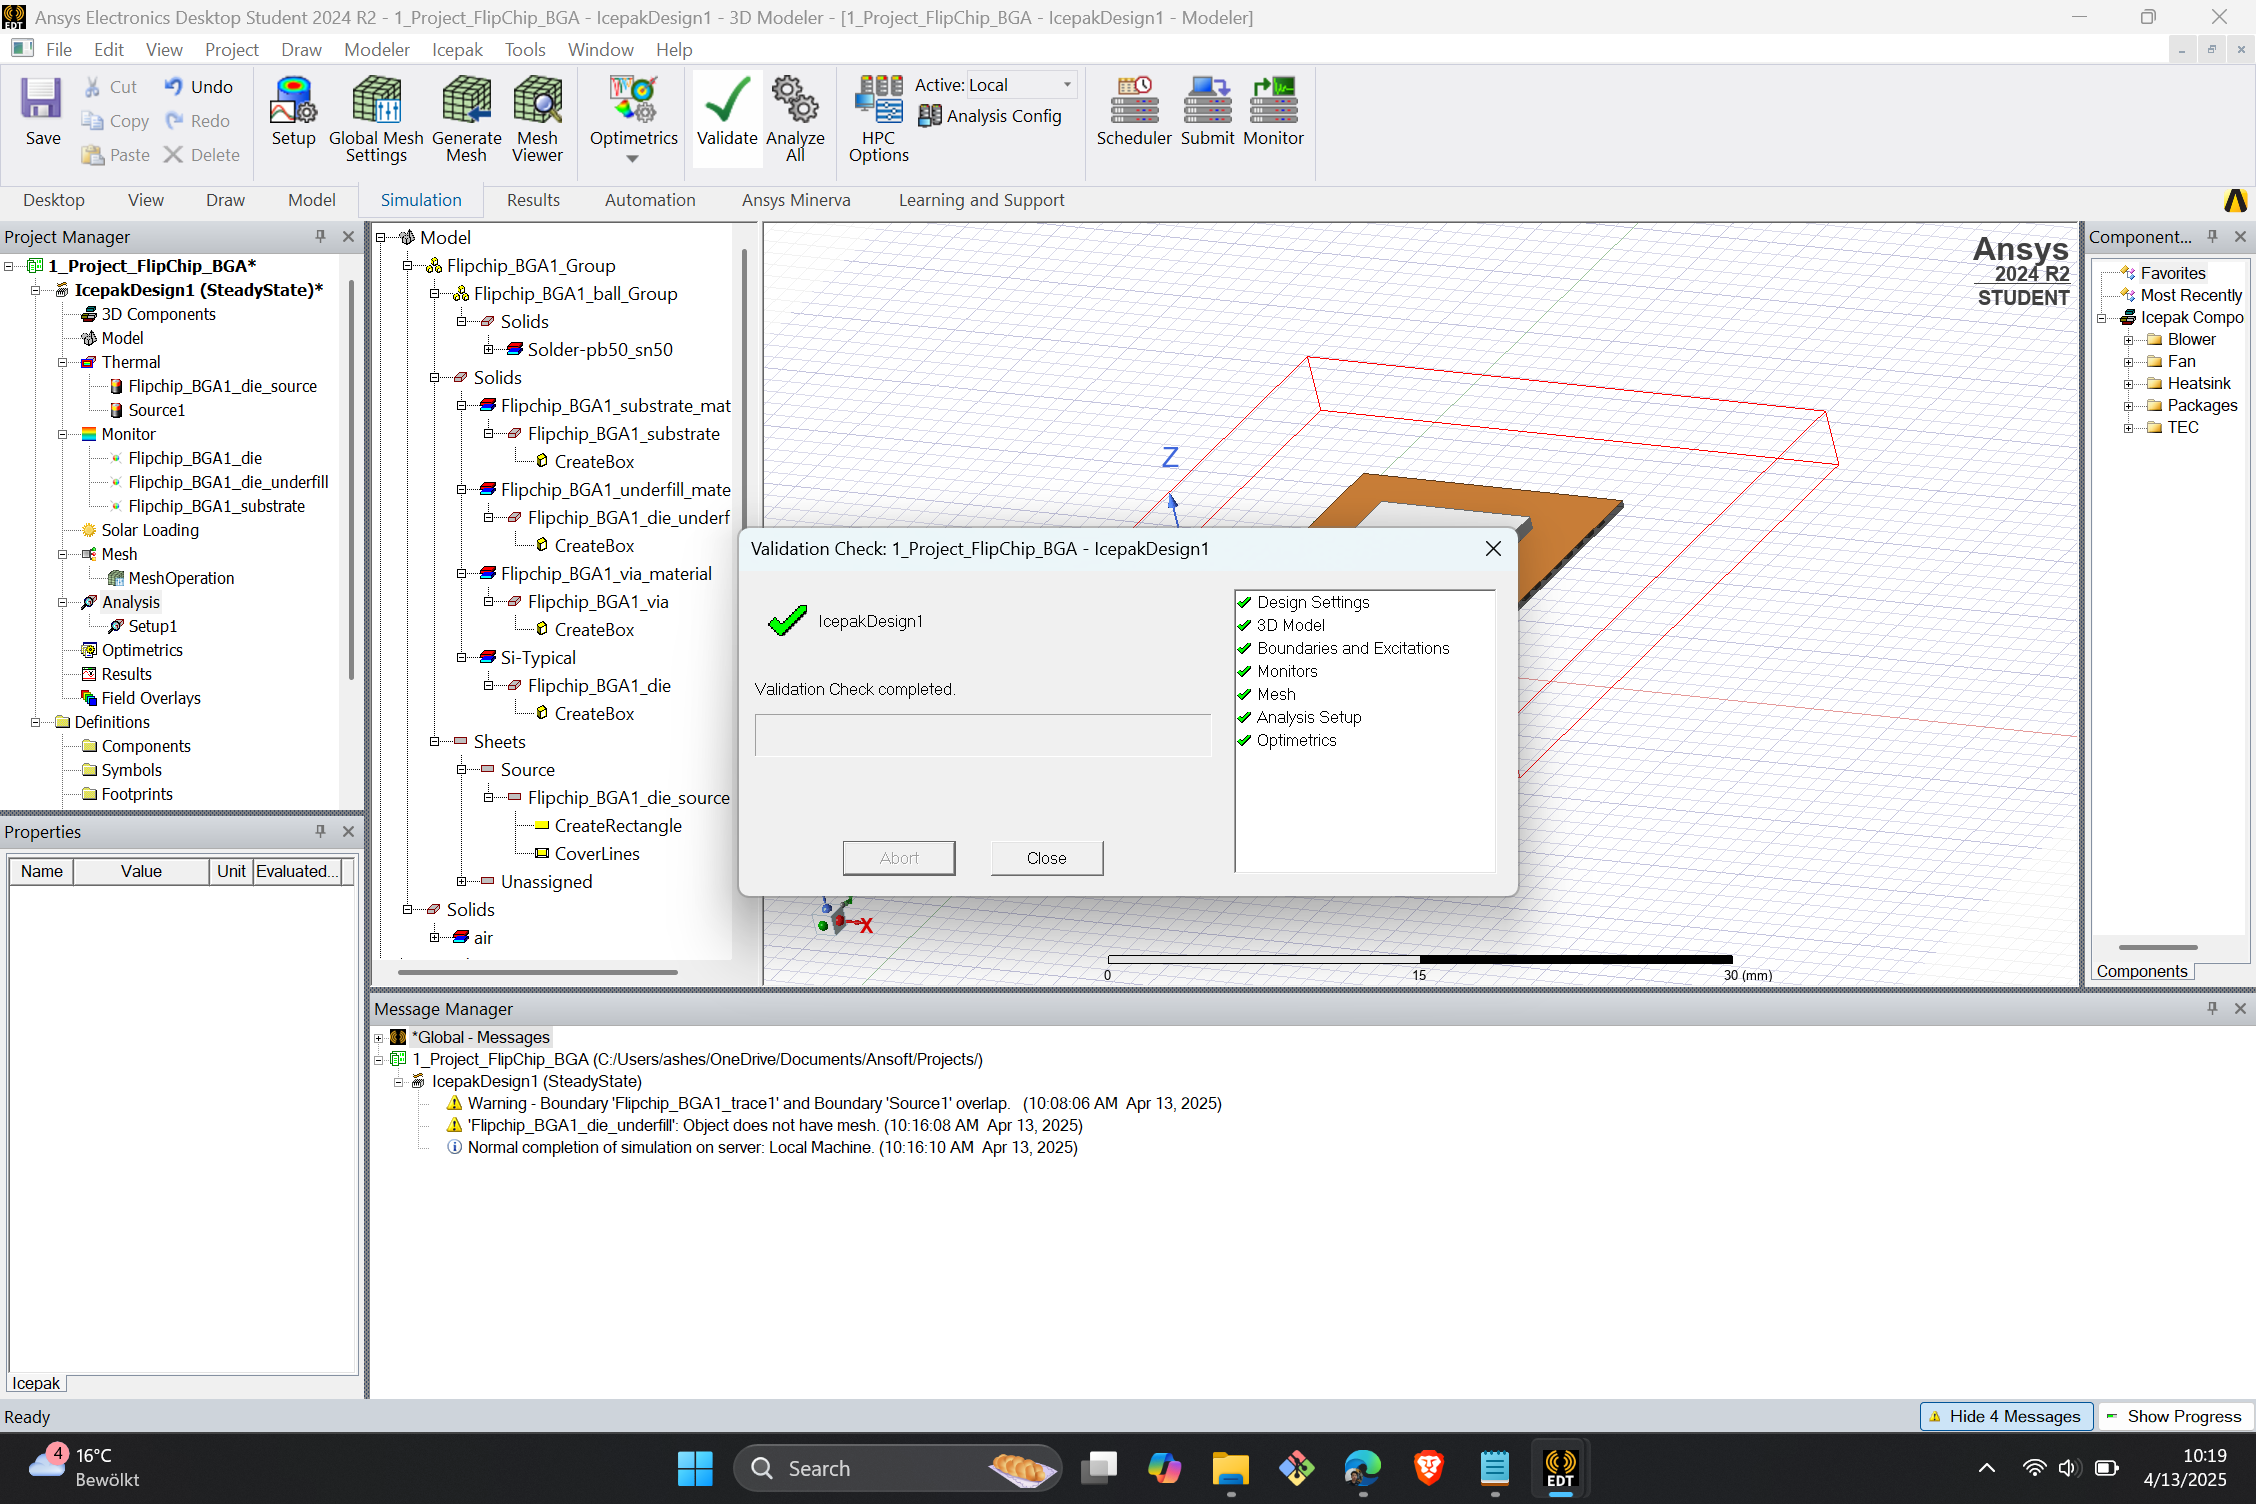 Ansys Electronics Desktop Student 2024 R2 - 1_Project_FlipChip_BGA - IcepakDesign1 - 3D Modeler - [1_Project_FlipChip_BGA - IcepakDesign1 - Modeler]
File Edit View Project Draw Modeler Icepak Tools Window Help
Save
Cut
Copy
Paste
Undo
Redo
Delete
Setup
Global Mesh Settings
Generate Mesh
Mesh Viewer
Optimetrics
Validate
Analyze All
HPC Options
Active: Local
Analysis Config
Scheduler
Submit
Monitor
Desktop View Draw Model Simulation Results Automation Ansys Minerva Learning and Support
Project Manager
1_Project_FlipChip_BGA*
IcepakDesign1 (SteadyState)*
3D Components
Model
Thermal
Flipchip_BGA1_die_source
Source1
Monitor
Flipchip_BGA1_die
Flipchip_BGA1_die_underfill
Flipchip_BGA1_substrate
Solar Loading
Mesh
MeshOperation
Analysis
Setup1
Optimetrics
Results
Field Overlays
Definitions
Components
Symbols
Footprints
Properties
Name Value Unit Evaluated...
Icepak
Model
Flipchip_BGA1_Group
Flipchip_BGA1_ball_Group
Solids
Solder-pb50_sn50
Solids
Flipchip_BGA1_substrate_mat
Flipchip_BGA1_substrate
CreateBox
Flipchip_BGA1_underfill_mate
Flipchip_BGA1_die_underf
CreateBox
Flipchip_BGA1_via_material
Flipchip_BGA1_via
CreateBox
Si-Typical
Flipchip_BGA1_die
CreateBox
Sheets
Source
Flipchip_BGA1_die_source
CreateRectangle
CoverLines
Unassigned
Solids
air
Ansys
2024 R2
STUDENT
Z
X
0 15 30 (mm)
Validation Check: 1_Project_FlipChip_BGA - IcepakDesign1
IcepakDesign1
Validation Check completed.
Abort
Close
Design Settings
3D Model
Boundaries and Excitations
Monitors
Mesh
Analysis Setup
Optimetrics
Component...
Favorites
Most Recently
Icepak Compo
Blower
Fan
Heatsink
Packages
TEC
Components
Message Manager
*Global - Messages
1_Project_FlipChip_BGA (C:/Users/ashes/OneDrive/Documents/Ansoft/Projects/)
IcepakDesign1 (SteadyState)
Warning - Boundary 'Flipchip_BGA1_trace1' and Boundary 'Source1' overlap. (10:08:06 AM Apr 13, 2025)
'Flipchip_BGA1_die_underfill': Object does not have mesh. (10:16:08 AM Apr 13, 2025)
Normal completion of simulation on server: Local Machine. (10:16:10 AM Apr 13, 2025)
Ready
Hide 4 Messages
Show Progress
4
16°C
Bewölkt
Search
EDT
10:19
4/13/2025